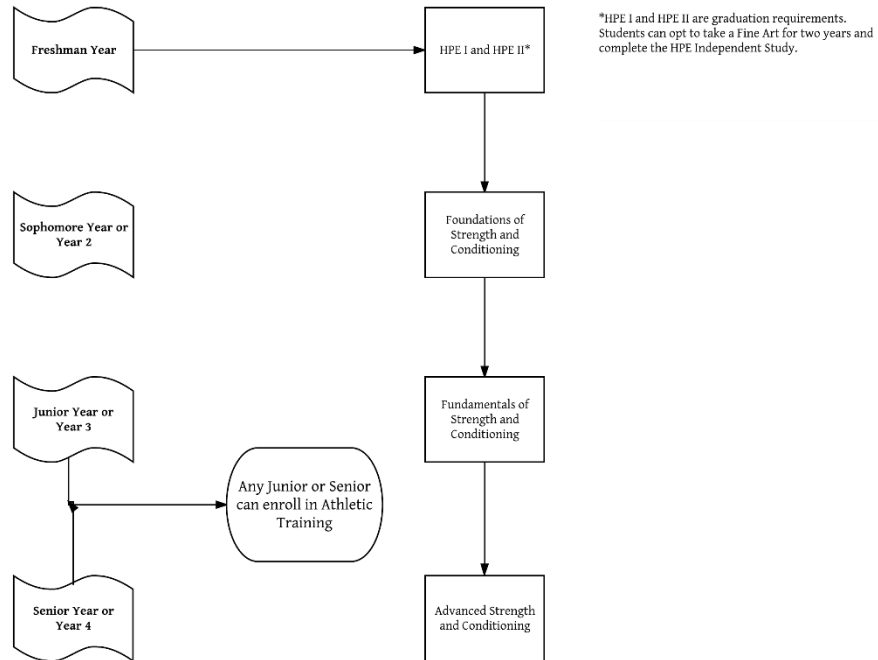 Freshman Year
HPE I and HPE II*
*HPE I and HPE II are graduation requirements.
Students can opt to take a Fine Art for two years and
complete the HPE Independent Study.
Sophomore Year or
Year 2
Foundations of
Strength and
Conditioning
Junior Year or
Year 3
Fundamentals of
Strength and
Conditioning
Any Junior or Senior
can enroll in Athletic
Training
Senior Year or
Year 4
Advanced Strength
and Conditioning